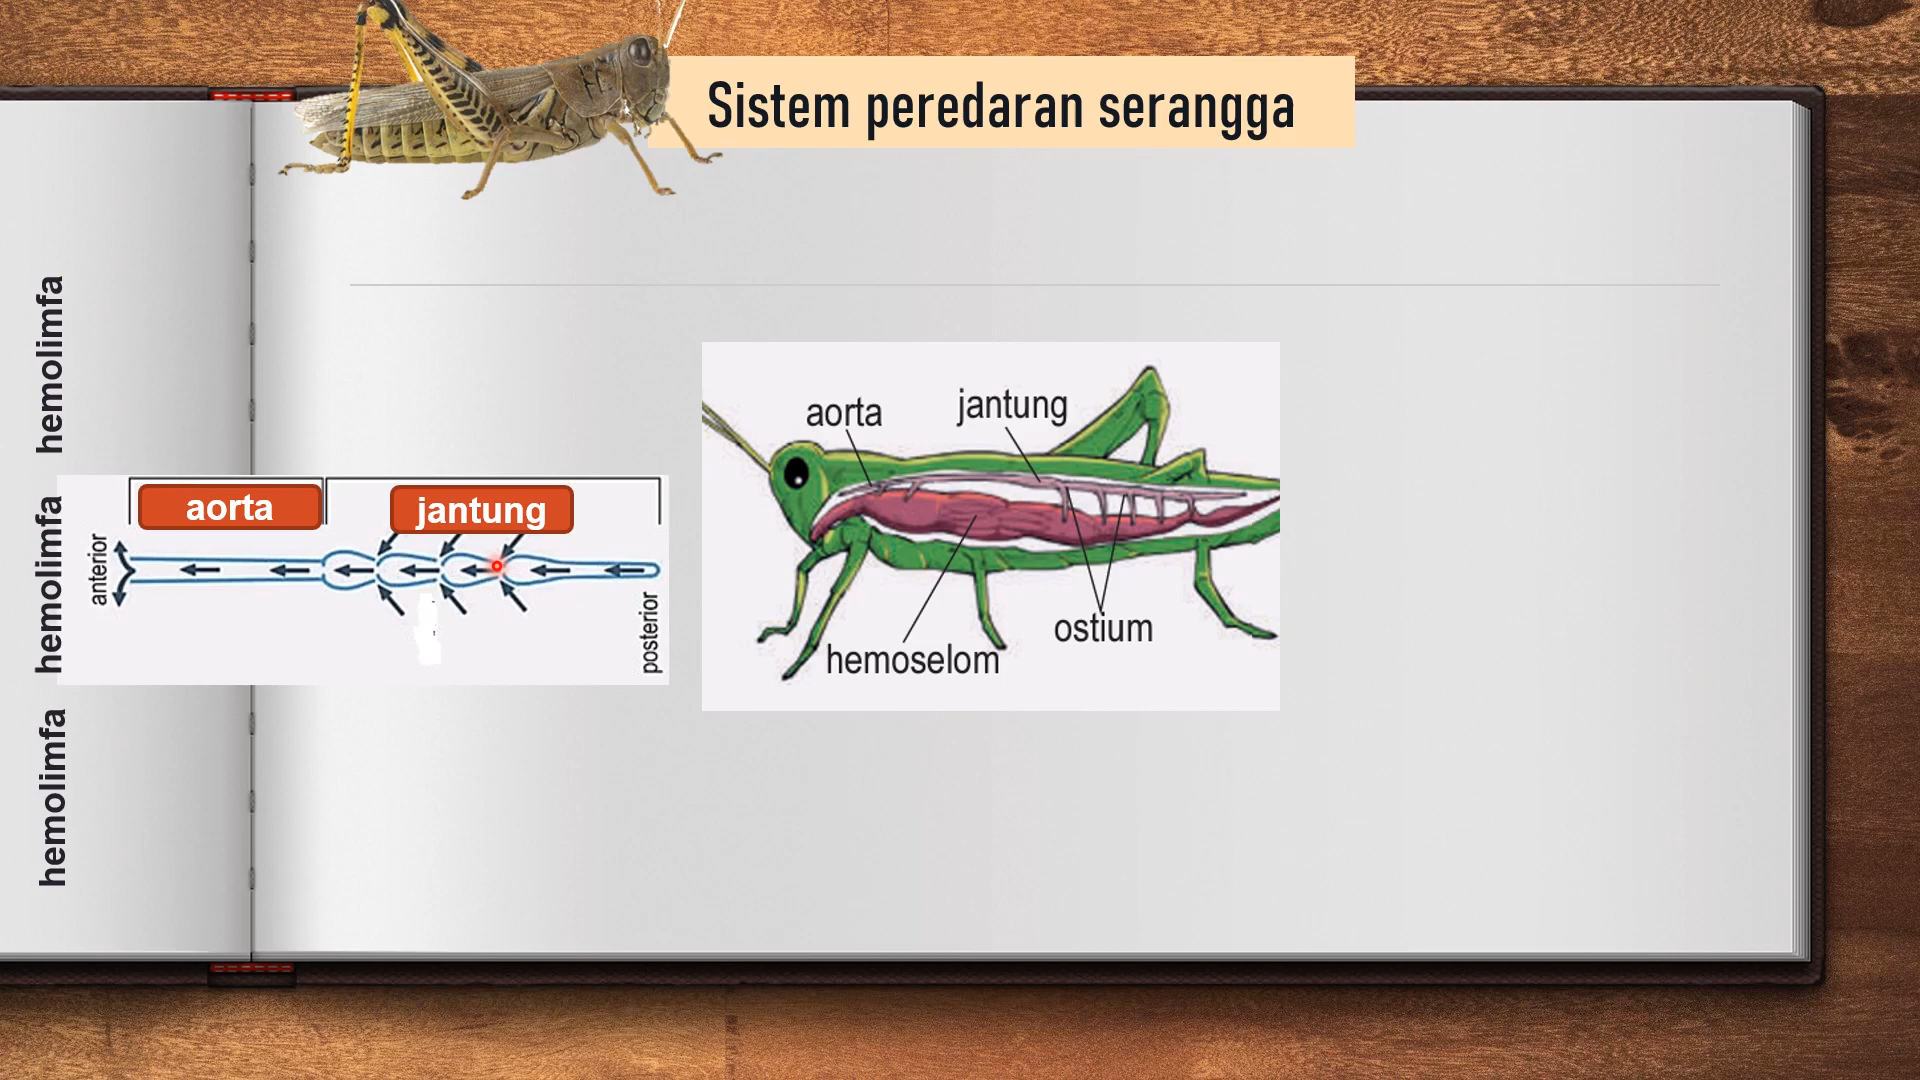 Sistem peredaran serangga
hemolimfa
hemolimfa
hemolimfa
aorta
jantung
anterior
posterior
aorta
jantung
ostium
hemoselom